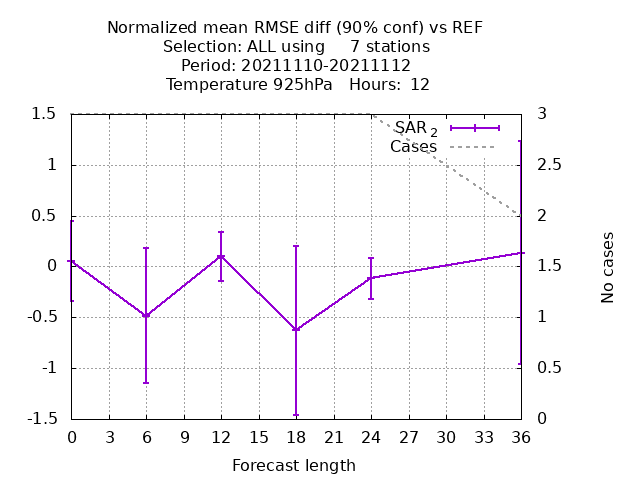 Normalized mean RMSE diff (90% conf) vs REF
Selection: ALL using     7 stations
Period: 20211110-20211112
Temperature 925hPa   Hours:  12
1.5
1
0.5
0
-0.5
-1
-1.5
3
2.5
2
1.5
1
0.5
0
SAR 2
Cases
No cases
0 3 6 9 12 15 18 21 24 27 30 33 36
Forecast length